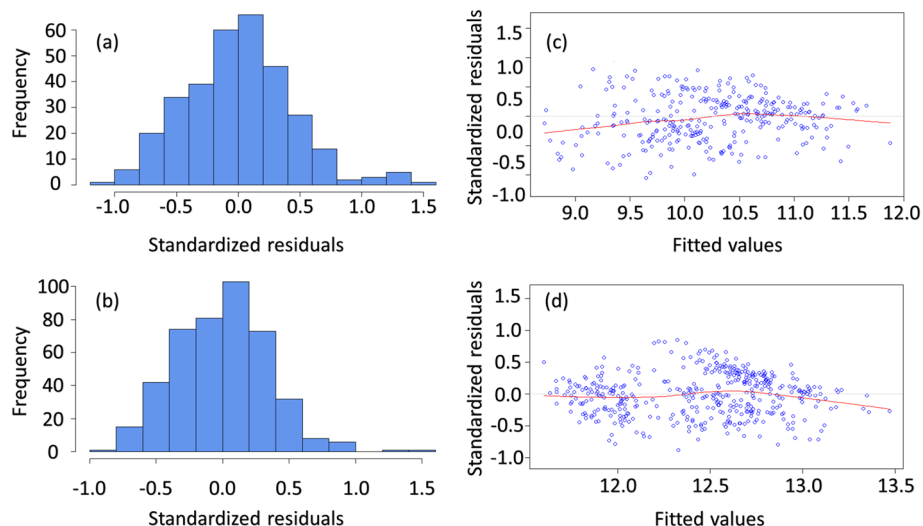 (a)
Frequency
60
50
40
30
20
10
0
-1.0 -0.5 0.0 0.5 1.0 1.5
Standardized residuals
(c)
Standardized residuals
1.5
1.0
0.5
0.0
-0.5
-1.0
9.0 9.5 10.0 10.5 11.0 11.5 12.0
Fitted values
(b)
Frequency
100
80
60
40
20
0
-1.0 -0.5 0.0 0.5 1.0 1.5
Standardized residuals
(d)
Standardized residuals
1.5
1.0
0.5
0.0
-0.5
-1.0
12.0 12.5 13.0 13.5
Fitted values